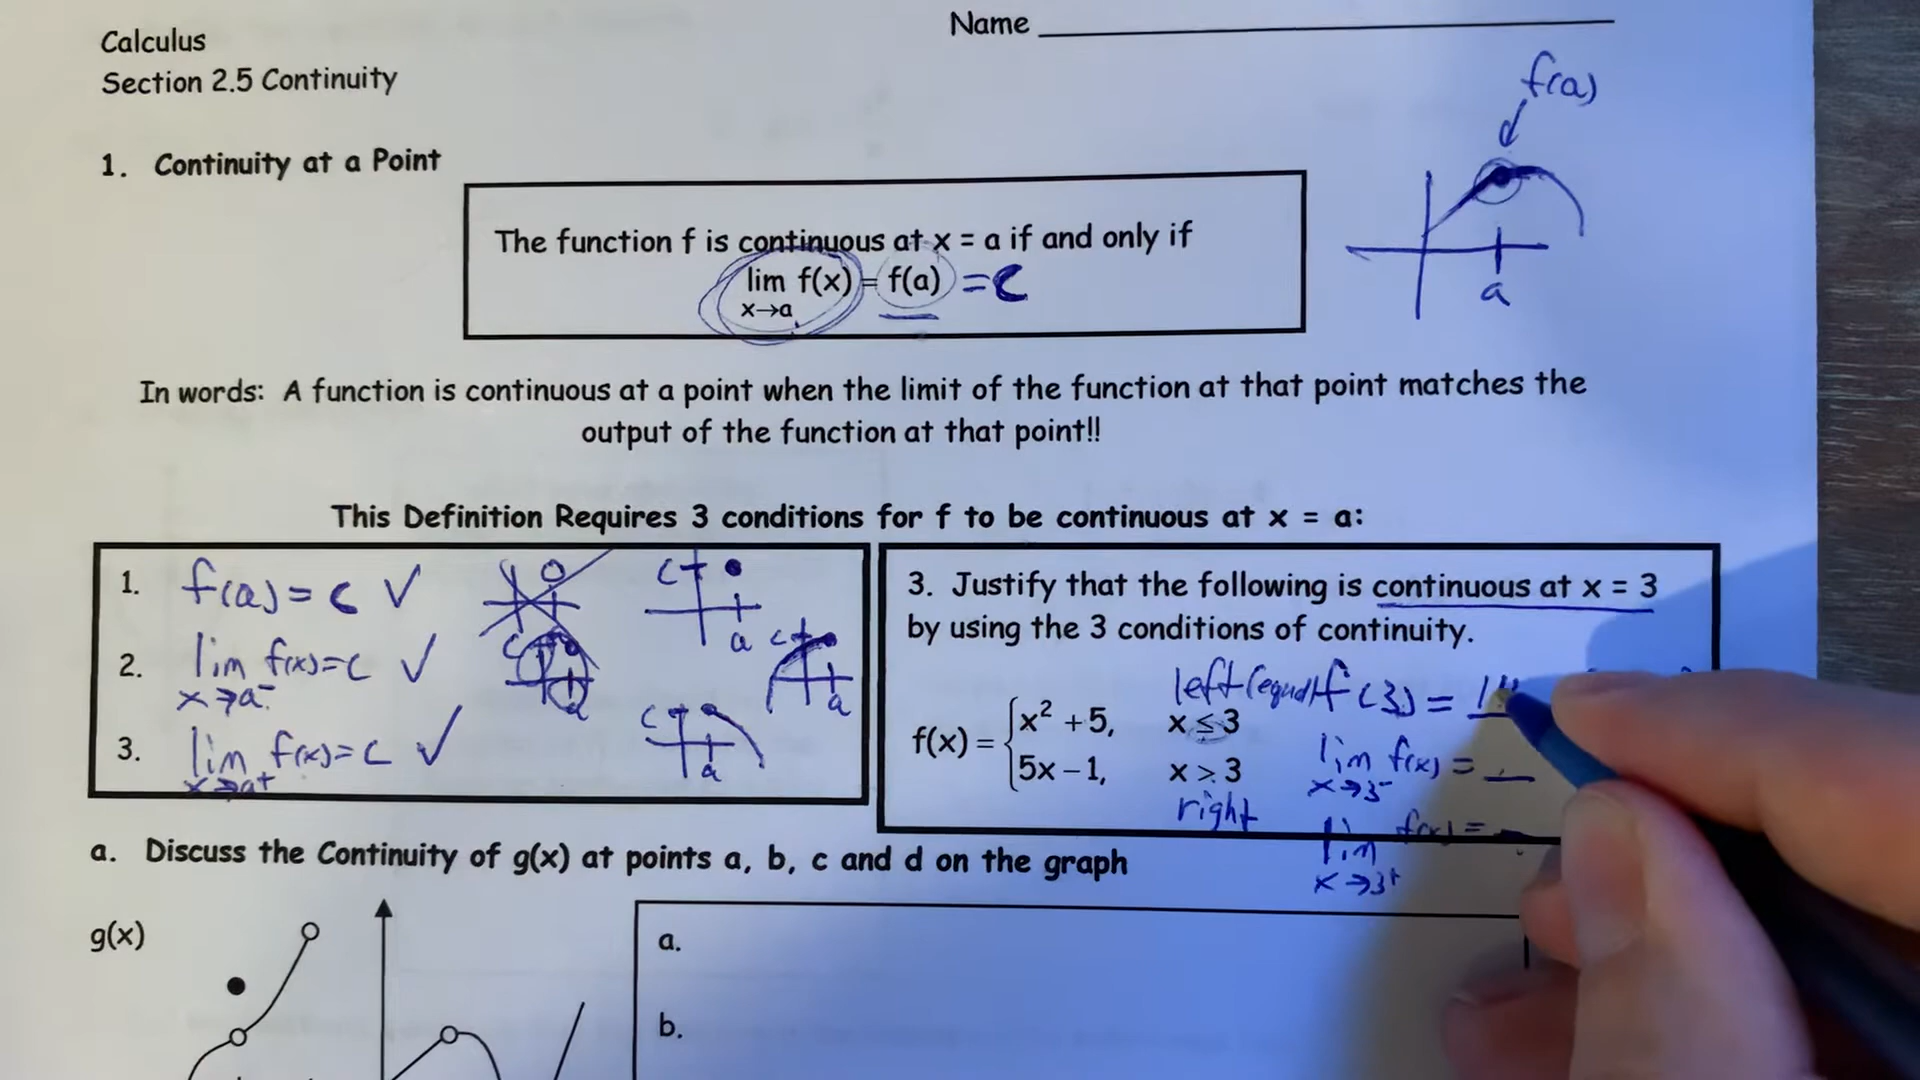 Calculus
Name
Section 2.5 Continuity
f(a)
1. Continuity at a Point
The function f is continuous at x = a if and only if
lim f(x) = f(a) = C
x→a
a
In words: A function is continuous at a point when the limit of the function at that point matches the
output of the function at that point!!
This Definition Requires 3 conditions for f to be continuous at x = a:
1. f(a) = c ✓
C
a
2. lim f(x) = c ✓
x→a⁻
C
a
C
a
3. lim f(x) = c ✓
x→a⁺
C
a
3. Justify that the following is continuous at x = 3
by using the 3 conditions of continuity.
left (equal) f(3) = 14
f(x) = { x² + 5, x ≤ 3
5x – 1, x > 3
right
lim f(x) =
x→3⁻
lim f(x) =
x→3⁺
a. Discuss the Continuity of g(x) at points a, b, c and d on the graph
g(x)
a.
b.